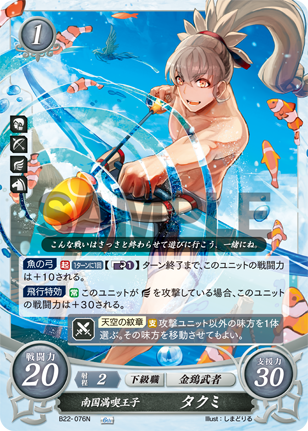 1
SAMPLE
こんな戦いはさっさと終わらせて遊びに行こう、一緒にね。
魚の弓 起 1ターンに1回 【1】ターン終了まで、このユニットの戦闘力
は+10される。
飛行特効 常 このユニットが を攻撃している場合、このユニット
の戦闘力は+30される。
天空の紋章 攻 攻撃ユニット以外の味方を1体
選ぶ。その味方を移動させてもよい。
戦闘力 20
射程 2
下級職
金鵄武者
支援力 30
南国満喫王子 タクミ
B22-076N
Illust:しまどりる